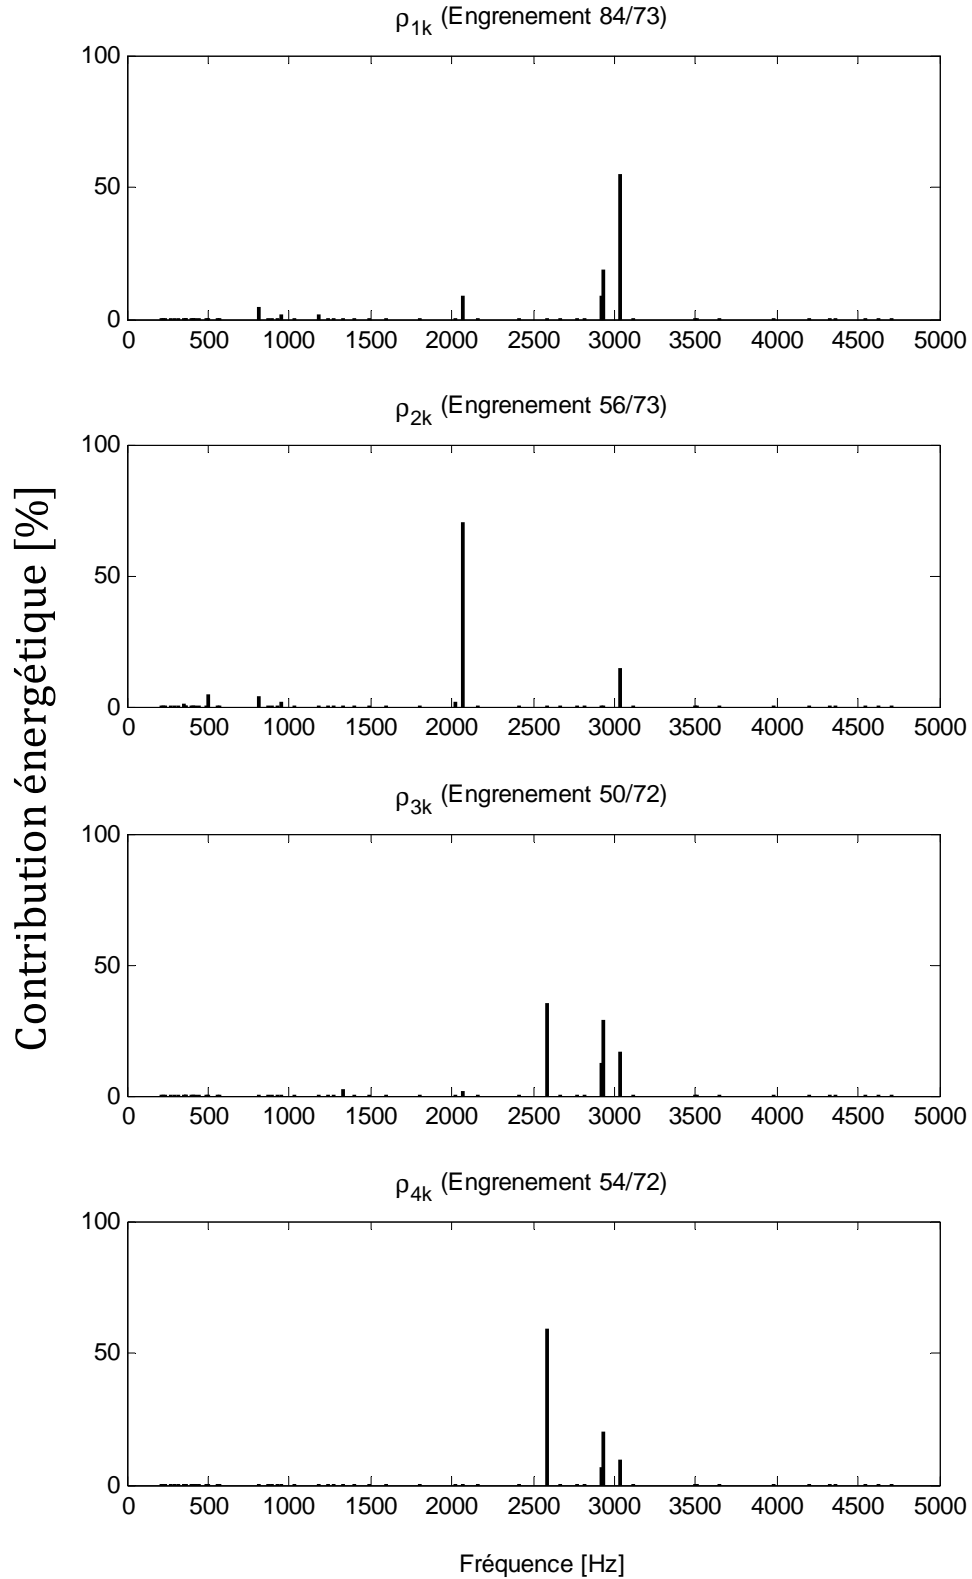 ρ1k (Engrenement 84/73)
100
50
0
0 500 1000 1500 2000 2500 3000 3500 4000 4500 5000
ρ2k (Engrenement 56/73)
100
50
0
0 500 1000 1500 2000 2500 3000 3500 4000 4500 5000
ρ3k (Engrenement 50/72)
100
50
0
0 500 1000 1500 2000 2500 3000 3500 4000 4500 5000
ρ4k (Engrenement 54/72)
100
50
0
0 500 1000 1500 2000 2500 3000 3500 4000 4500 5000
Contribution énergétique [%]
Fréquence [Hz]